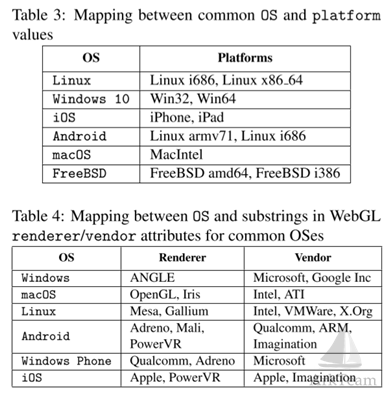 Table 3: Mapping between common OS and platform
values
OS Platforms
Linux Linux i686, Linux x86_64
Windows 10 Win32, Win64
iOS iPhone, iPad
Android Linux armv71, Linux i686
macOS MacIntel
FreeBSD FreeBSD amd64, FreeBSD i386
Table 4: Mapping between OS and substrings in WebGL
renderer/vendor attributes for common OSes
OS Renderer Vendor
Windows ANGLE Microsoft, Google Inc
macOS OpenGL, Iris Intel, ATI
Linux Mesa, Gallium Intel, VMWare, X.Org
Android Adreno, Mali, Qualcomm, ARM,
PowerVR Imagination
Windows Phone Qualcomm, Adreno Microsoft
iOS Apple, PowerVR Apple, Imagination